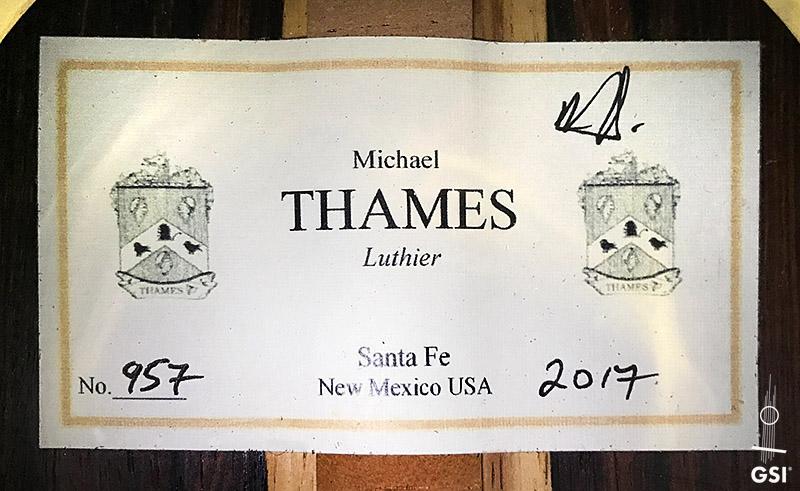 Michael
THAMES
Luthier
THAMES
THAMES
Santa Fe
New Mexico USA
No. 957
2017
GSI